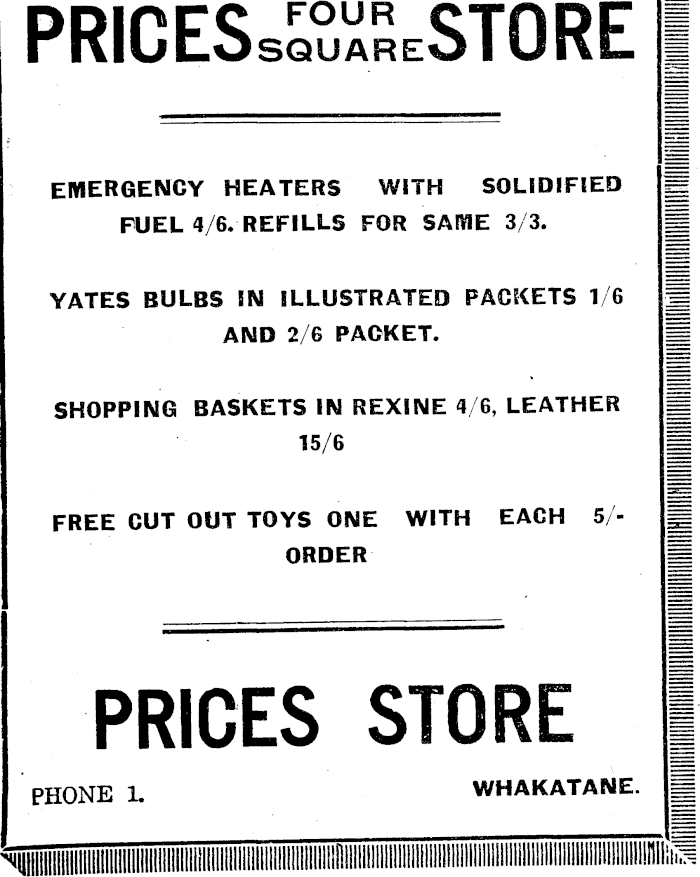 PRICES FOUR SQUARE STORE
EMERGENCY HEATERS WITH SOLIDIFIED
FUEL 4/6. REFILLS FOR SAME 3/3.
YATES BULBS IN ILLUSTRATED PACKETS 1/6
AND 2/6 PACKET.
SHOPPING BASKETS IN REXINE 4/6, LEATHER
15/6
FREE CUT OUT TOYS ONE WITH EACH 5/-
ORDER
PRICES STORE
PHONE 1.
WHAKATANE.